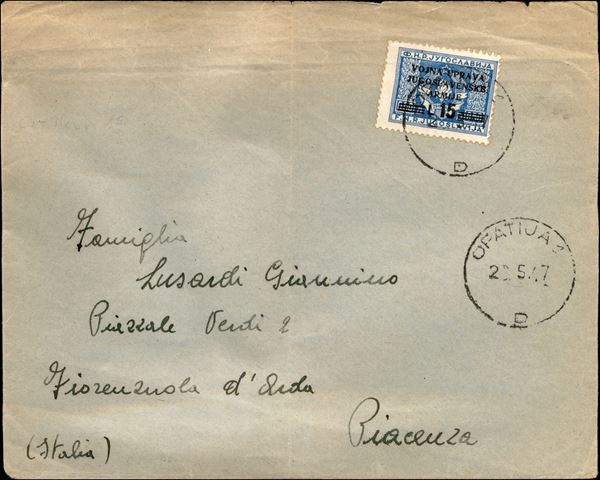 Ф.Н.Р. ЈУГОСЛАВИЈА
VOJNA UPRAVA
JUGOSLAVENSKE
ARMIJE
L 15
F.N.R. JUGOSLAVIJA
D
OPATIJA 1
5.47
D
Famiglia
Lusardi Giannino
Piazzale Verdi 2
Fiorenzuola d'Arda
Piacenza
(Italia)